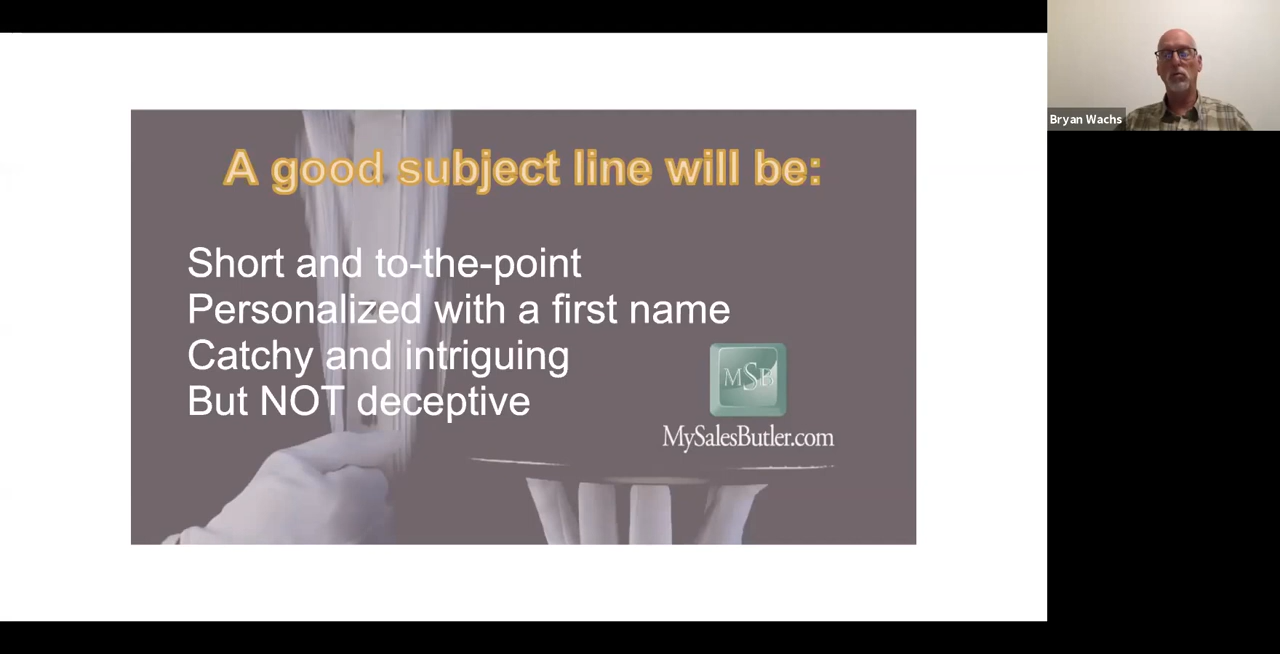 A good subject line will be:
Short and to-the-point
Personalized with a first name
Catchy and intriguing
But NOT deceptive
MSB
MySalesButler.com
Bryan Wachs